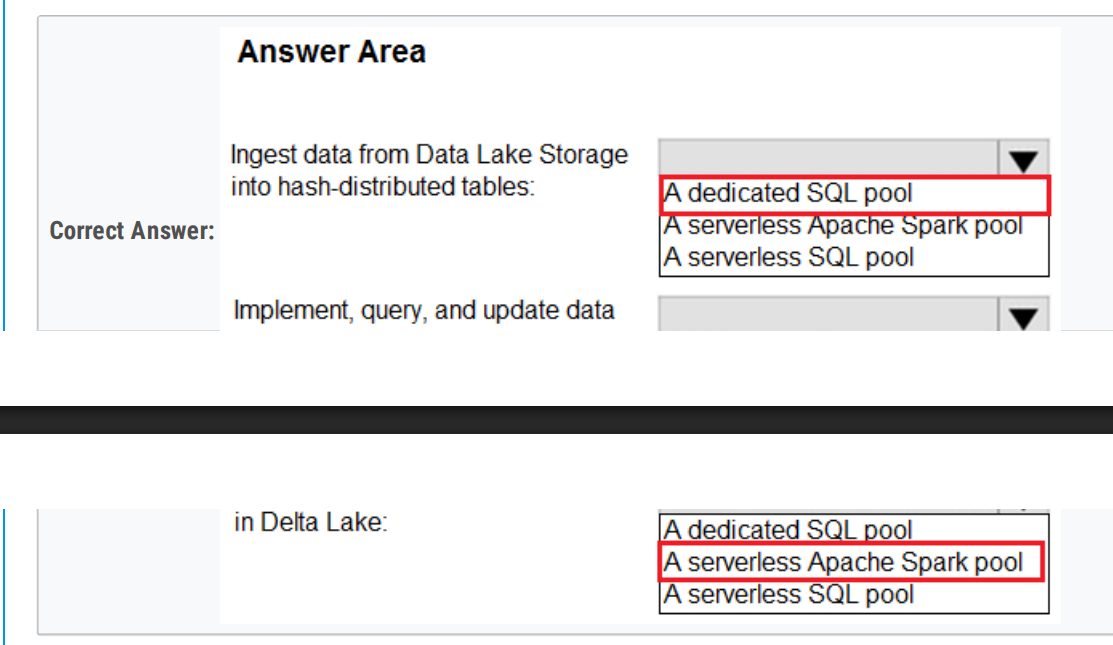 Answer Area
Ingest data from Data Lake Storage
into hash-distributed tables:
A dedicated SQL pool
A serverless Apache Spark pool
A serverless SQL pool
Correct Answer:
Implement, query, and update data
in Delta Lake:
A dedicated SQL pool
A serverless Apache Spark pool
A serverless SQL pool